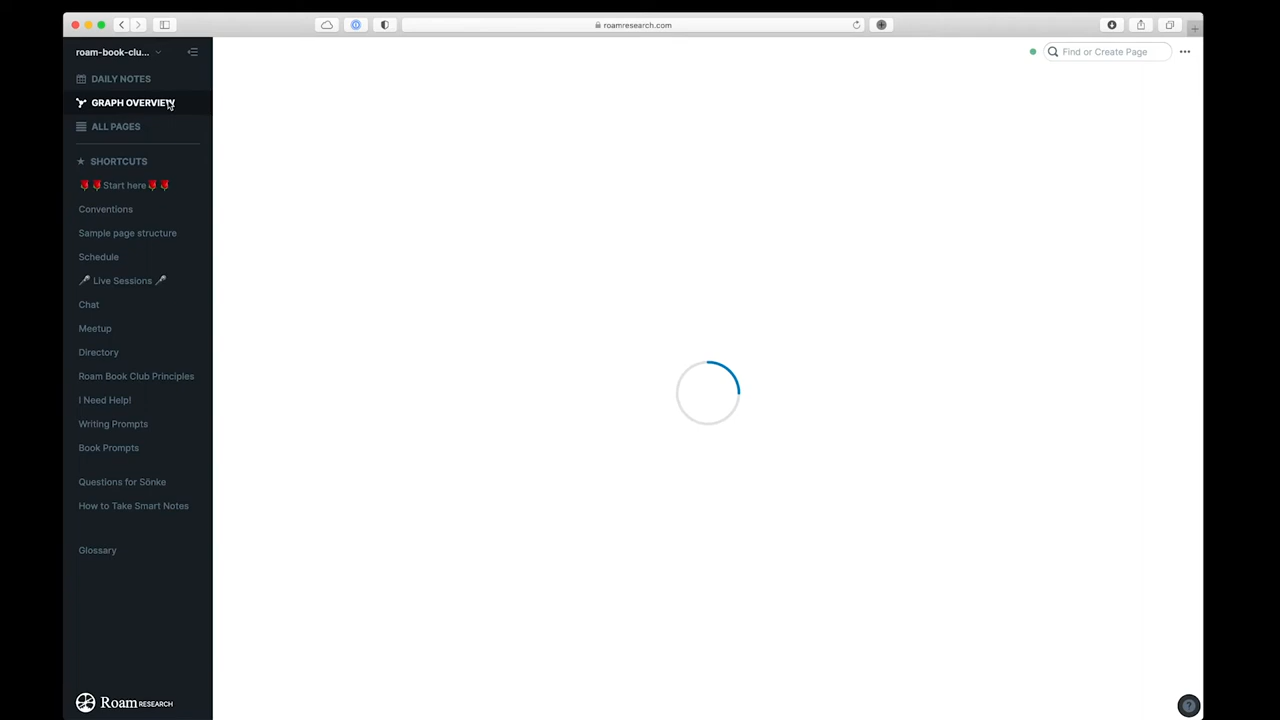 roamresearch.com
roam-book-clu...
Find or Create Page
DAILY NOTES
GRAPH OVERVIEW
ALL PAGES
SHORTCUTS
🌹🌹Start here🌹🌹
Conventions
Sample page structure
Schedule
🎤 Live Sessions 🎤
Chat
Meetup
Directory
Roam Book Club Principles
I Need Help!
Writing Prompts
Book Prompts
Questions for Sönke
How to Take Smart Notes
Glossary
Roam RESEARCH
?